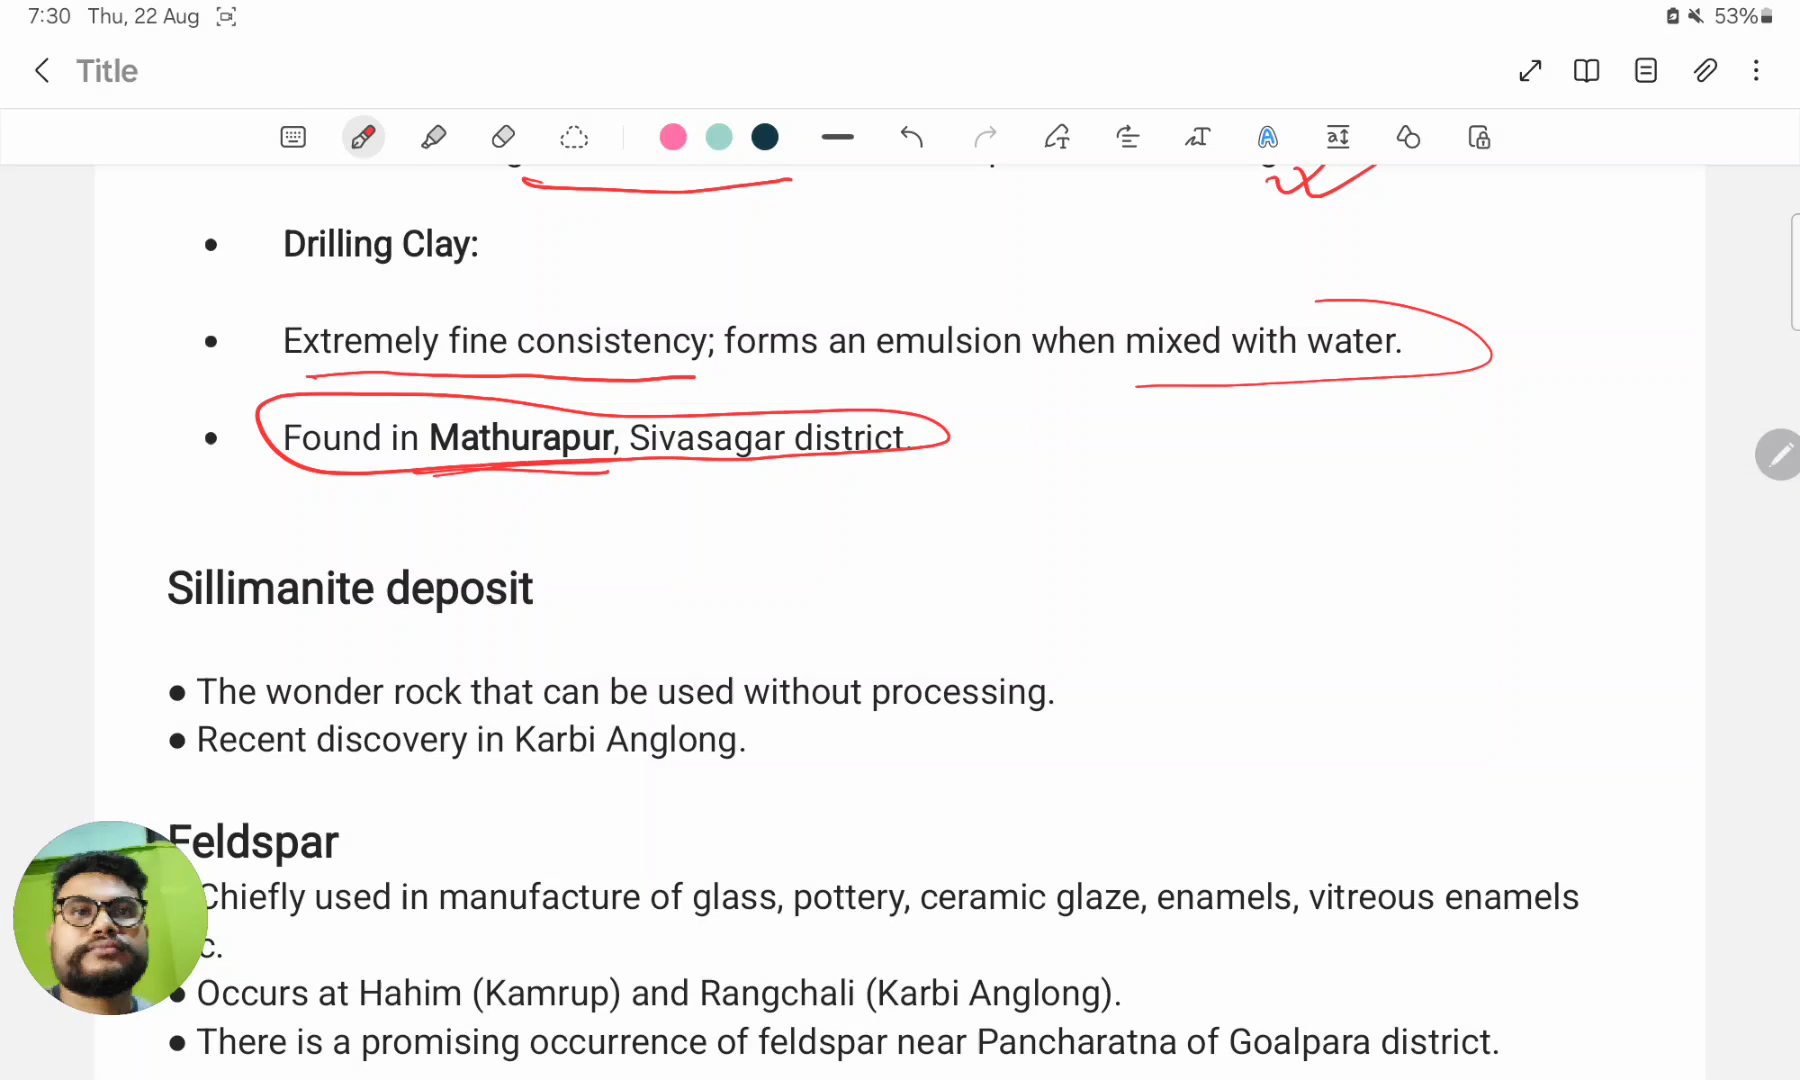 7:30 Thu, 22 Aug
53%
Title
• Drilling Clay:
• Extremely fine consistency; forms an emulsion when mixed with water.
• Found in Mathurapur, Sivasagar district.
Sillimanite deposit
● The wonder rock that can be used without processing.
● Recent discovery in Karbi Anglong.
Feldspar
Chiefly used in manufacture of glass, pottery, ceramic glaze, enamels, vitreous enamels
c.
● Occurs at Hahim (Kamrup) and Rangchali (Karbi Anglong).
● There is a promising occurrence of feldspar near Pancharatna of Goalpara district.